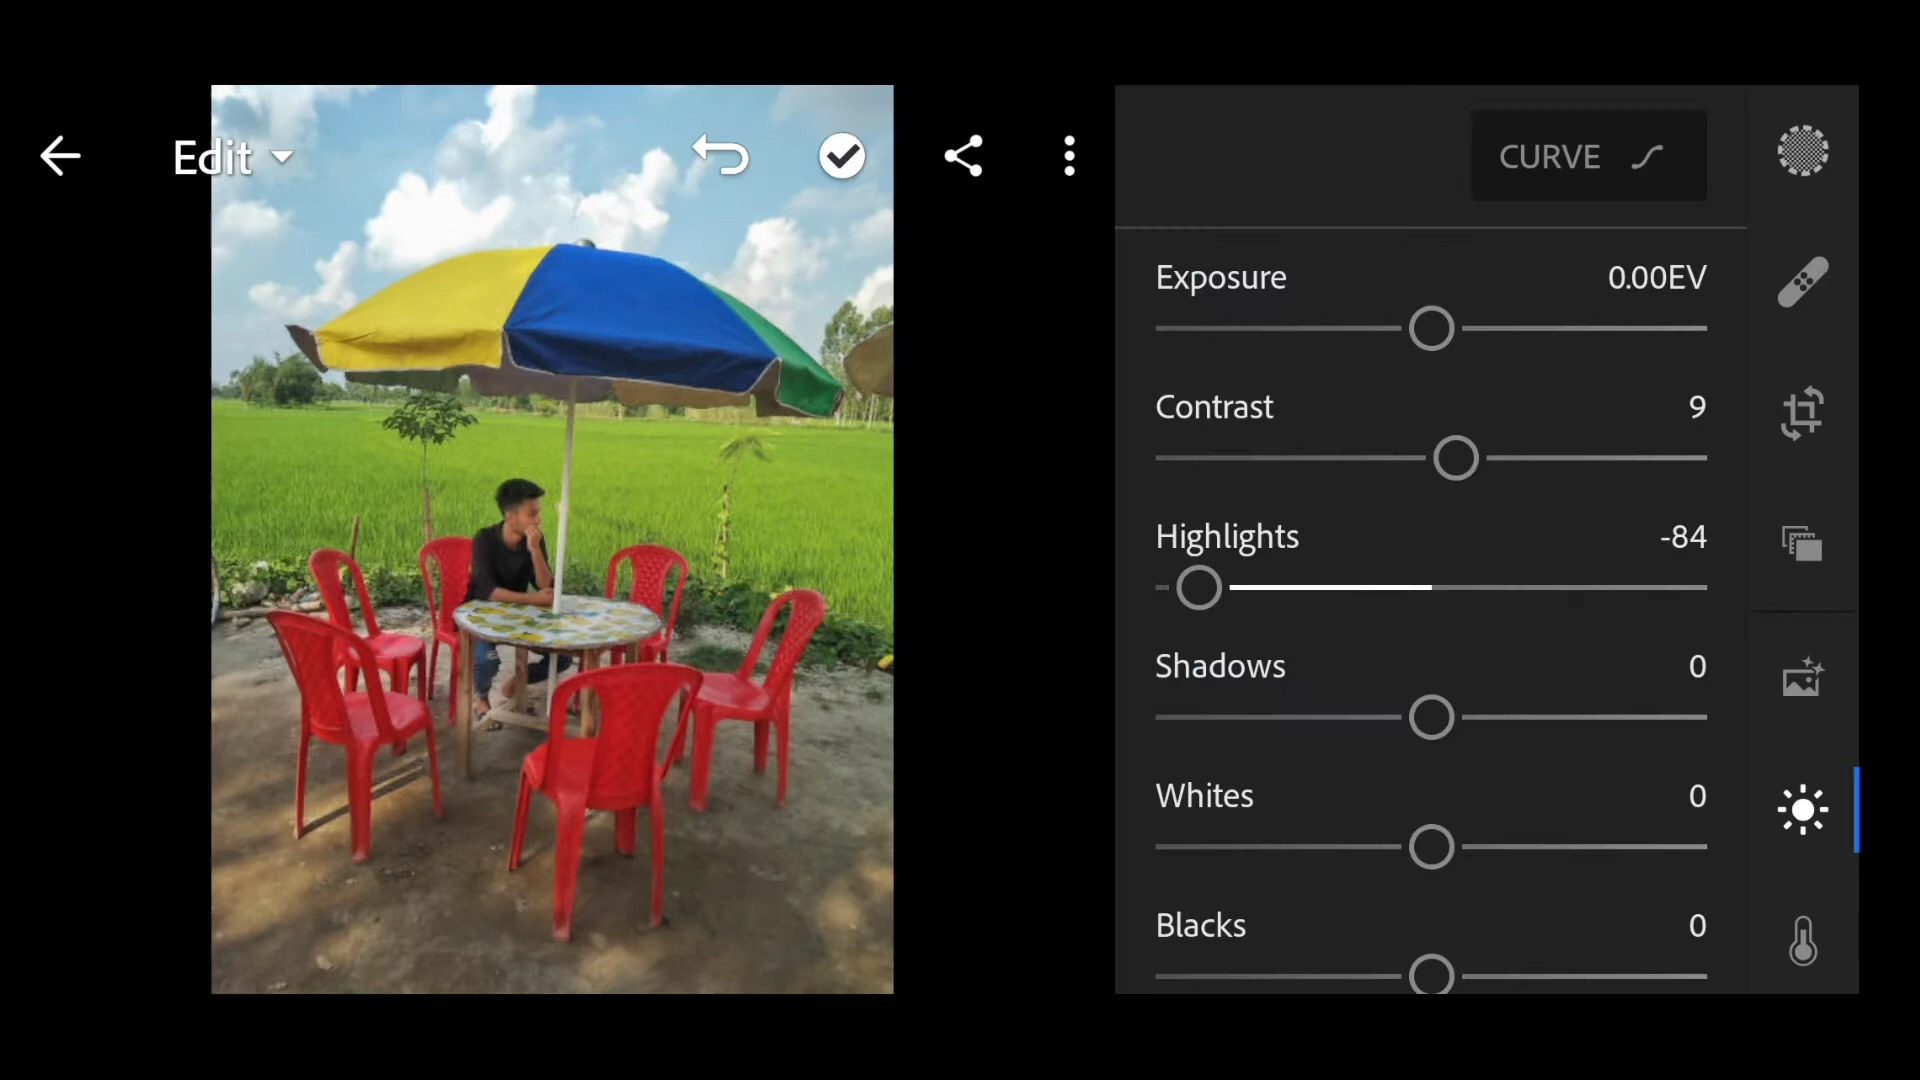 Edit
CURVE
Exposure 0.00EV
Contrast 9
Highlights -84
Shadows 0
Whites 0
Blacks 0